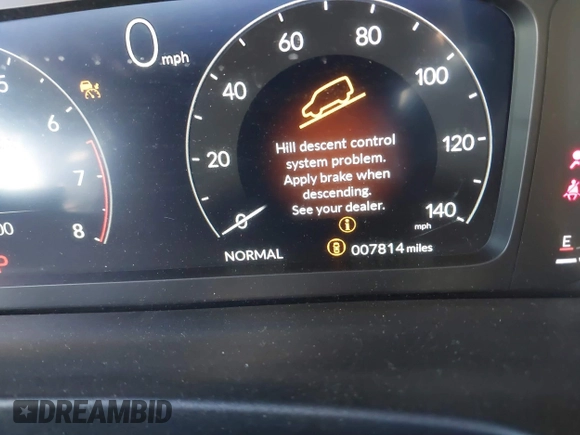 0 mph
5
6
7
8
00
0
20
40
60
80
100
120
140
mph
Hill descent control
system problem.
Apply brake when
descending.
See your dealer.
NORMAL
007814 miles
E
DREAMBID